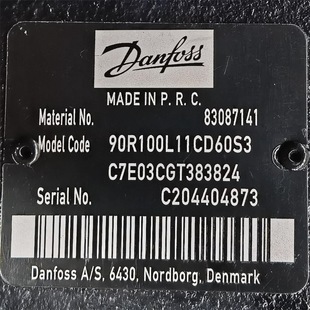 Danfoss
MADE IN P. R. C.
Material No. 83087141
Model Code 90R100L11CD60S3
C7E03CGT383824
Serial No. C204404873
Danfoss A/S, 6430, Nordborg, Denmark